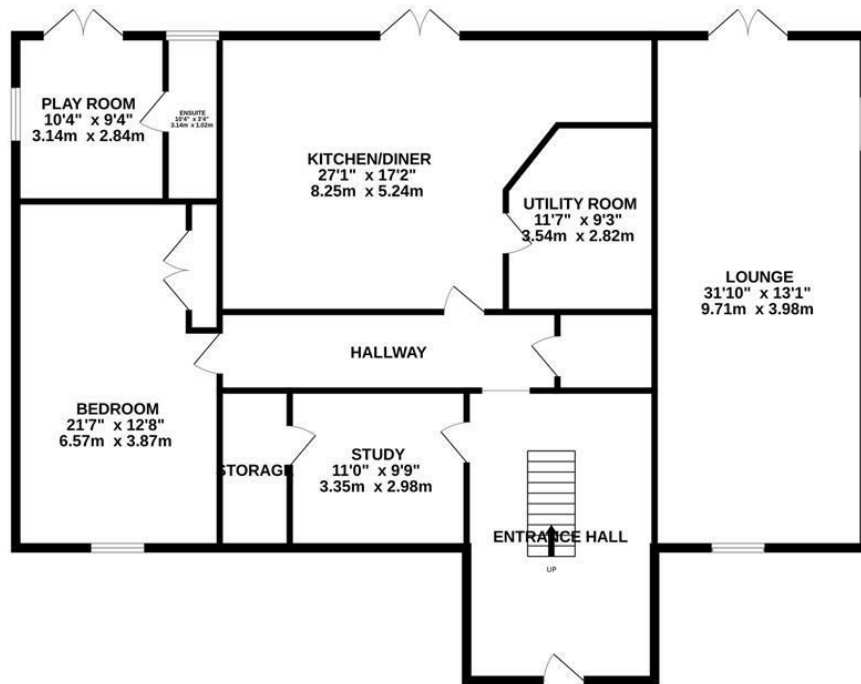 PLAY ROOM
10'4" x 9'4"
3.14m x 2.84m
ENSUITE
10'4" x 3'4"
3.14m x 1.02m
KITCHEN/DINER
27'1" x 17'2"
8.25m x 5.24m
UTILITY ROOM
11'7" x 9'3"
3.54m x 2.82m
LOUNGE
31'10" x 13'1"
9.71m x 3.98m
HALLWAY
BEDROOM
21'7" x 12'8"
6.57m x 3.87m
STORAGE
STUDY
11'0" x 9'9"
3.35m x 2.98m
ENTRANCE HALL
UP